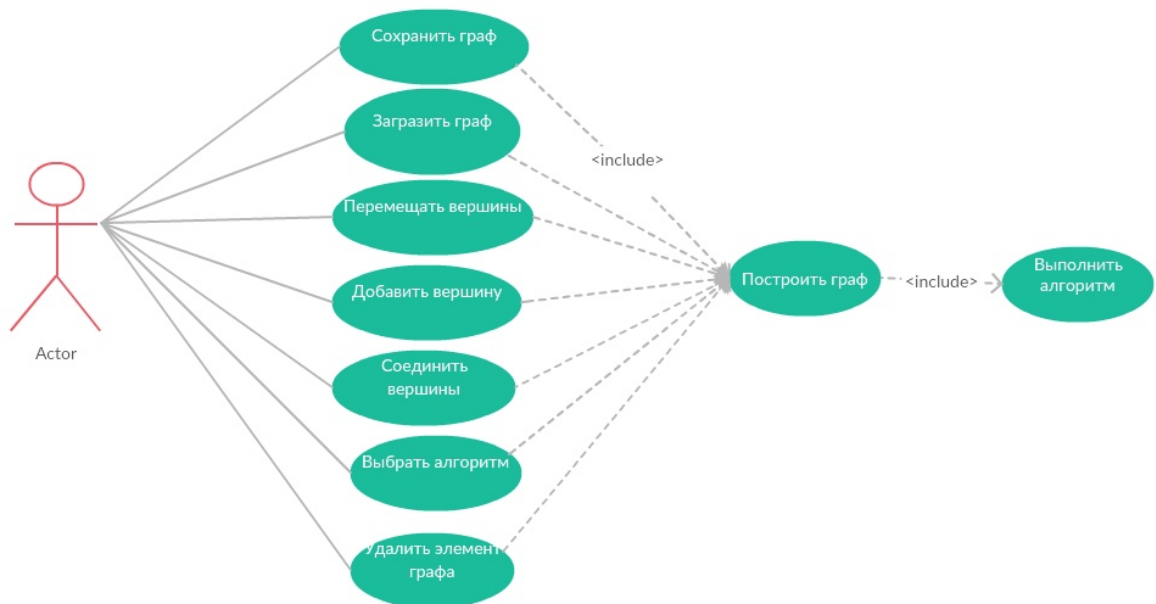 Сохранить граф
Загразить граф
<include>
Перемещать вершины
Добавить вершину
Построить граф
<include>
Выполнить
алгоритм
Actor
Соединить
вершины
Выбрать алгоритм
Удалить элемент
графа